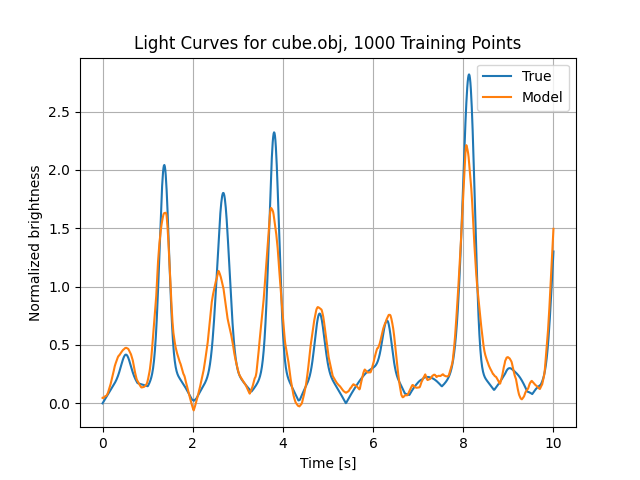 Light Curves for cube.obj, 1000 Training Points
True
Model
Normalized brightness
2.5
2.0
1.5
1.0
0.5
0.0
0 2 4 6 8 10
Time [s]